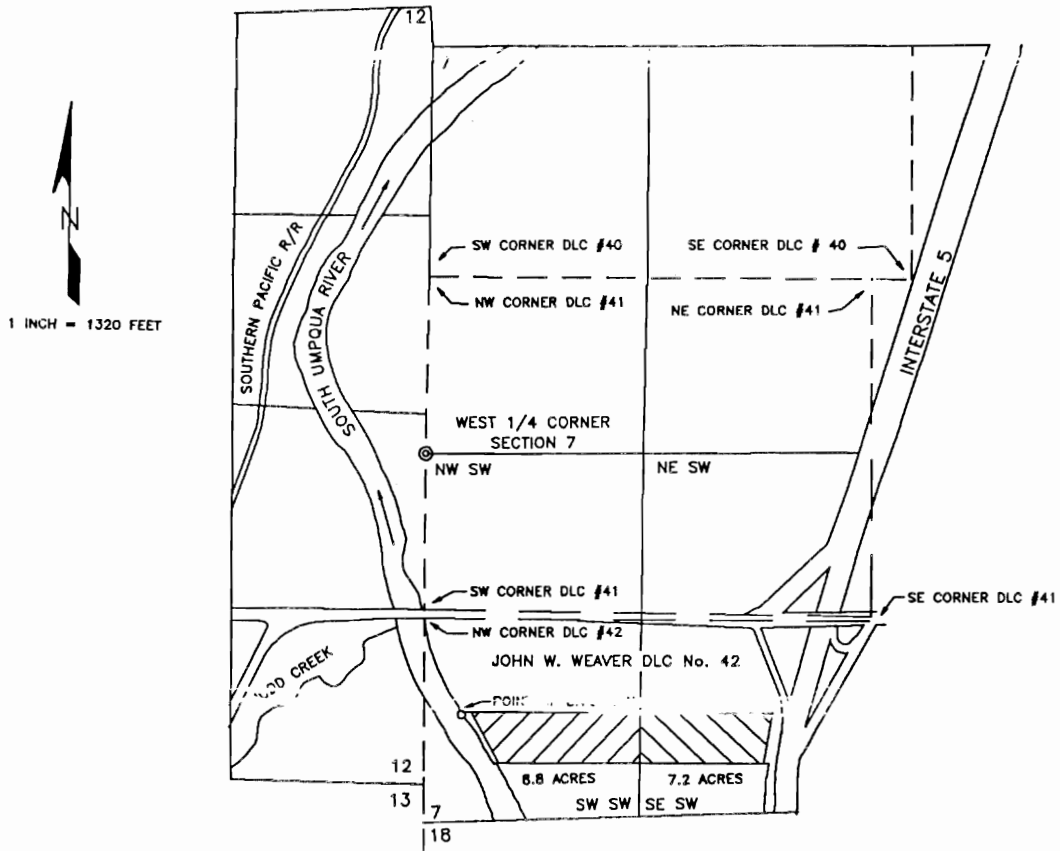 12
N
1 INCH = 1320 FEET
SOUTHERN PACIFIC R/R
SOUTH UMPQUA RIVER
SW CORNER DLC #40
SE CORNER DLC # 40
NW CORNER DLC #41
NE CORNER DLC #41
INTERSTATE 5
WEST 1/4 CORNER
SECTION 7
NW SW
NE SW
SW CORNER DLC #41
SE CORNER DLC #41
NW CORNER DLC #42
JOHN W. WEAVER DLC No. 42
CREEK
6.8 ACRES
7.2 ACRES
12
13
SW SW
SE SW
7
18